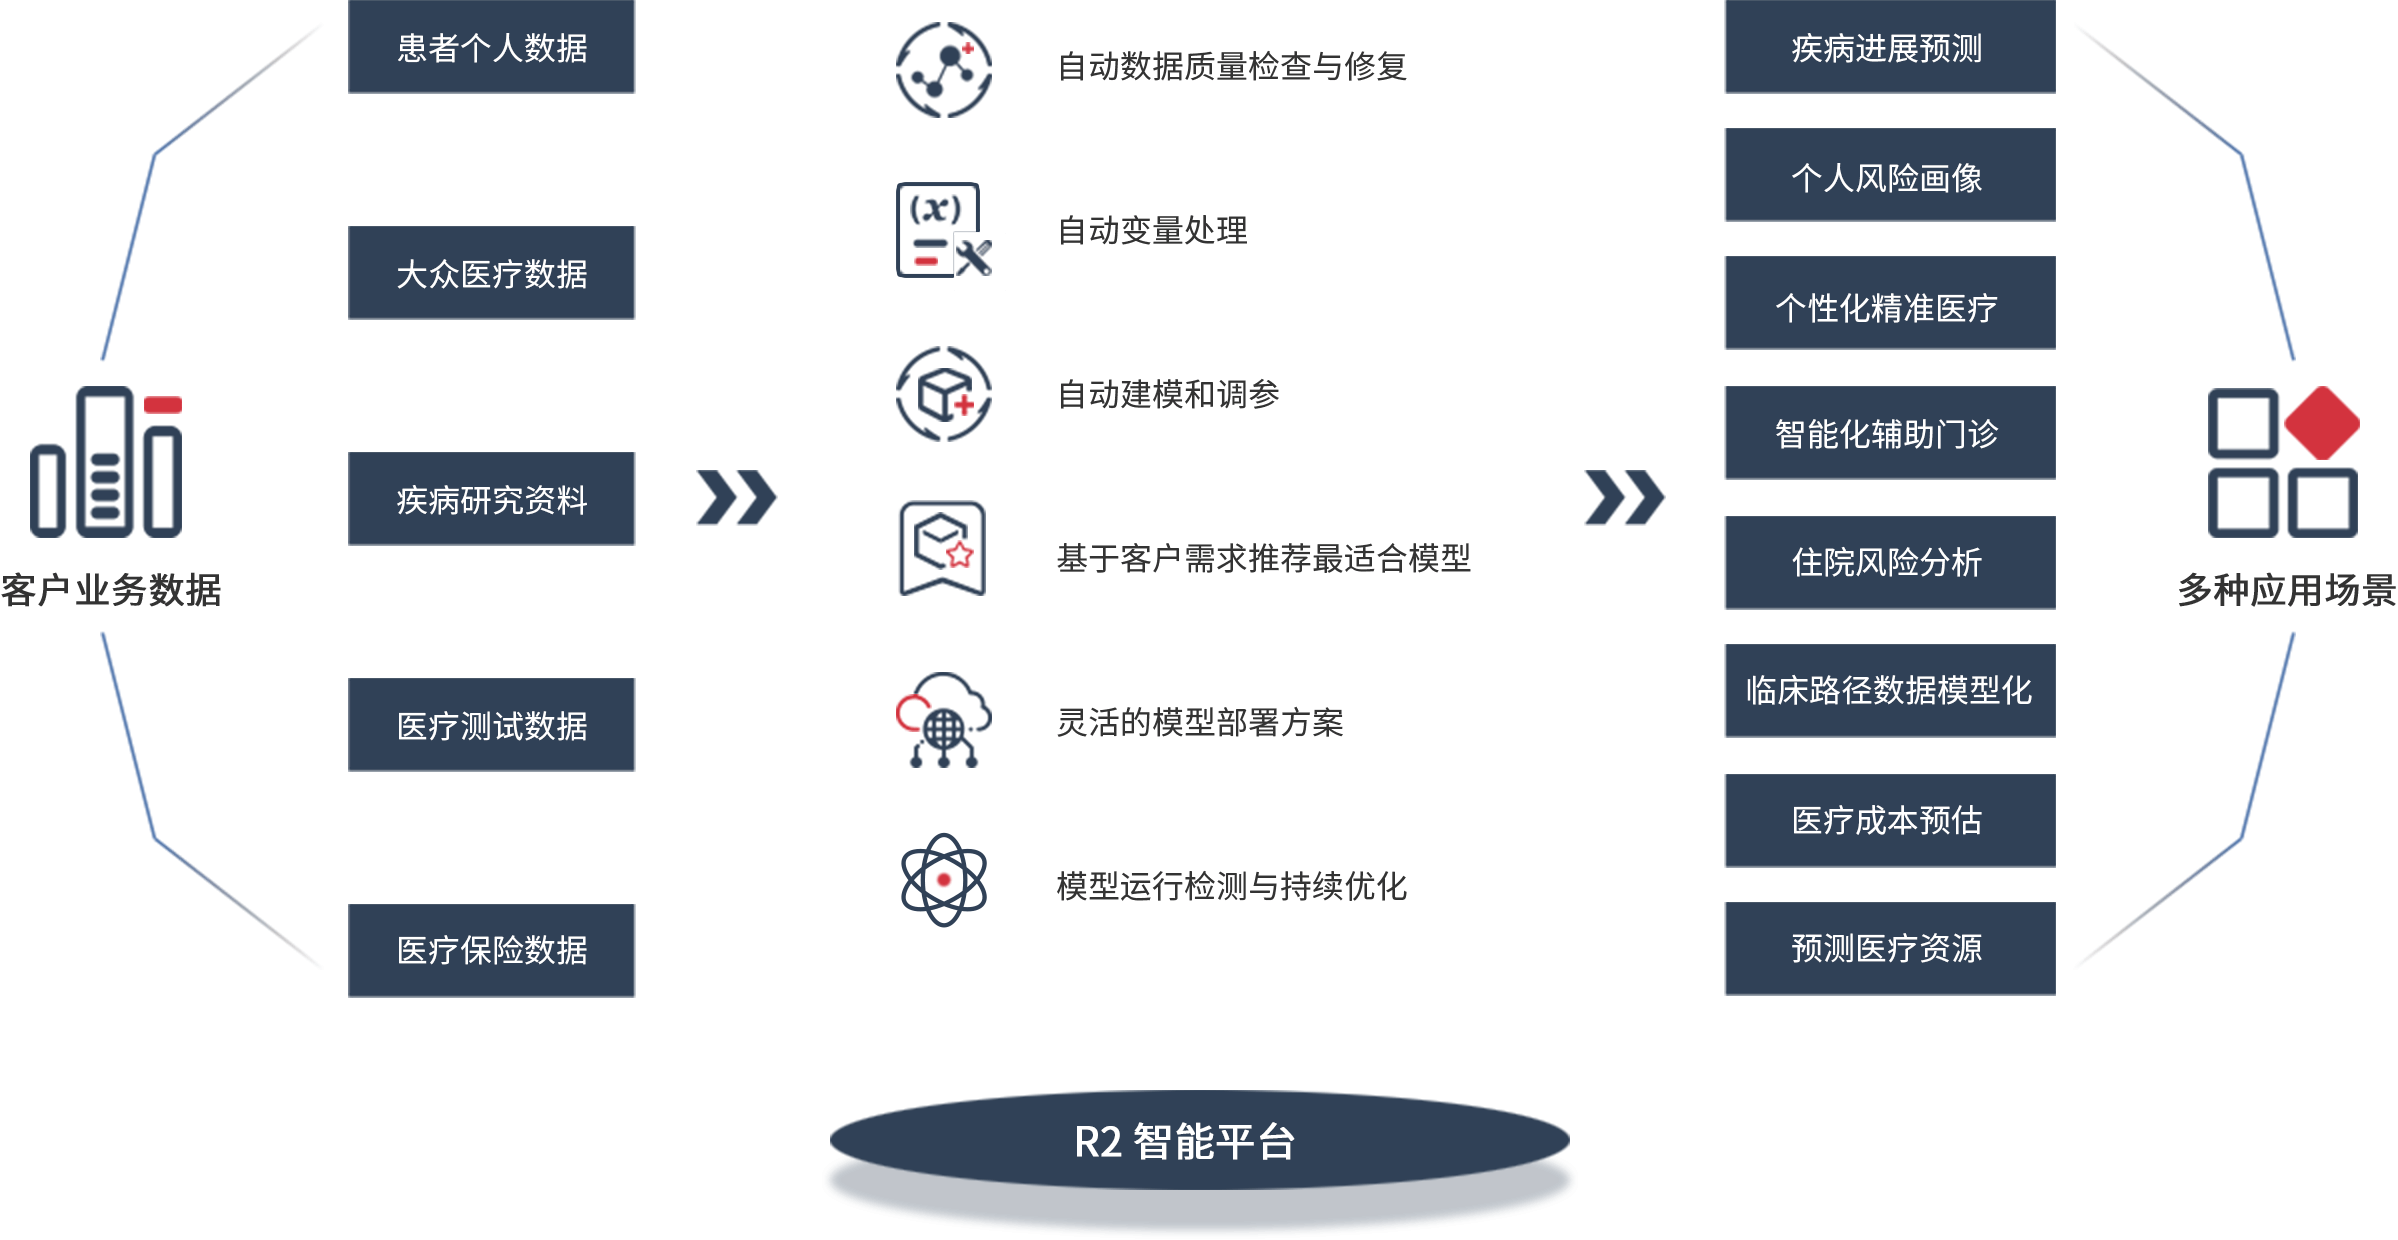 客户业务数据
患者个人数据
大众医疗数据
疾病研究资料
医疗测试数据
医疗保险数据
自动数据质量检查与修复
(x)
自动变量处理
自动建模和调参
基于客户需求推荐最适合模型
灵活的模型部署方案
模型运行检测与持续优化
疾病进展预测
个人风险画像
个性化精准医疗
智能化辅助门诊
住院风险分析
临床路径数据模型化
医疗成本预估
预测医疗资源
多种应用场景
R2 智能平台